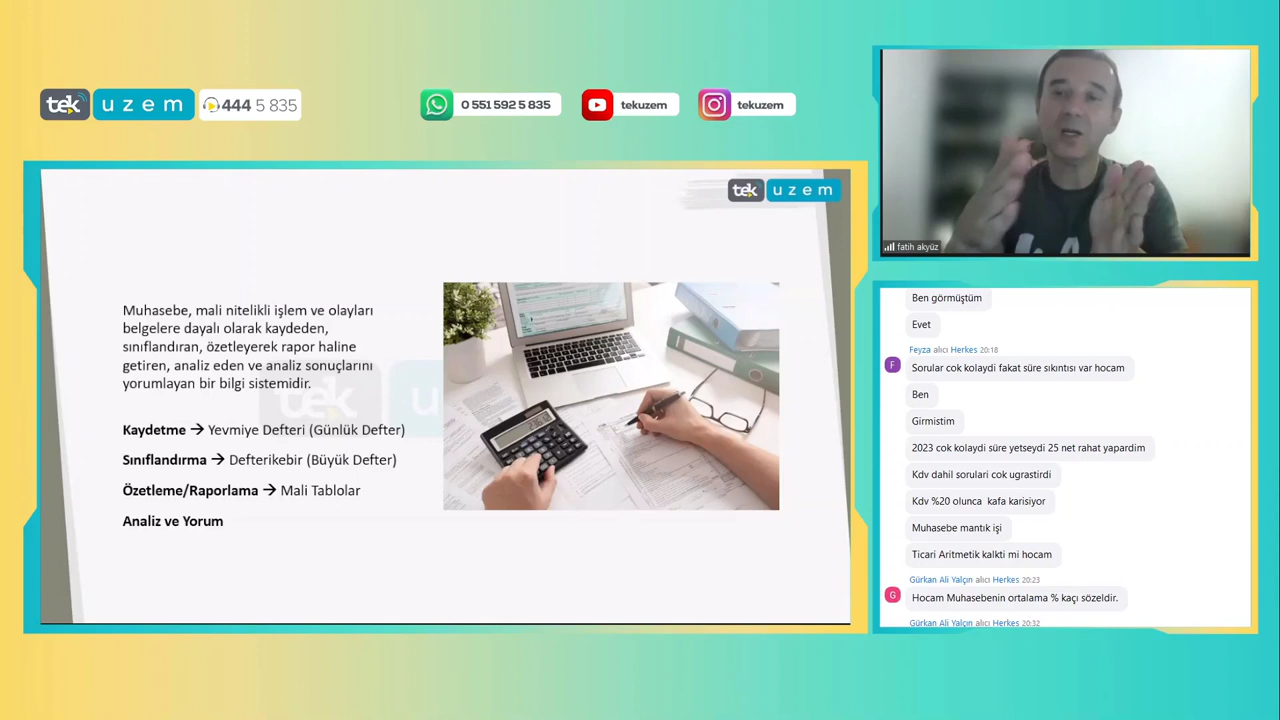 tek uzem 444 5 835
0 551 592 5 835
tekuzem
tekuzem
tek uzem
Muhasebe, mali nitelikli işlem ve olayları
belgelere dayalı olarak kaydeden,
sınıflandıran, özetleyerek rapor haline
getiren, analiz eden ve analiz sonuçlarını
yorumlayan bir bilgi sistemidir.
tek u
Kaydetme → Yevmiye Defteri (Günlük Defter)
Sınıflandırma → Defterikebir (Büyük Defter)
Özetleme/Raporlama → Mali Tablolar
Analiz ve Yorum
fatih akyüz
Ben görmüştüm
Evet
Feyza alıcı Herkes 20:18
F
Sorular cok kolaydi fakat süre sıkıntısı var hocam
Ben
Girmistim
2023 cok kolaydi süre yetseydi 25 net rahat yapardim
Kdv dahil sorulari cok ugrastirdi
Kdv %20 olunca kafa karisiyor
Muhasebe mantık işi
Ticari Aritmetik kalkti mi hocam
Gürkan Ali Yalçın alıcı Herkes 20:23
G
Hocam Muhasebenin ortalama % kaçı sözeldir.
Gürkan Ali Yalçın alıcı Herkes 20:32